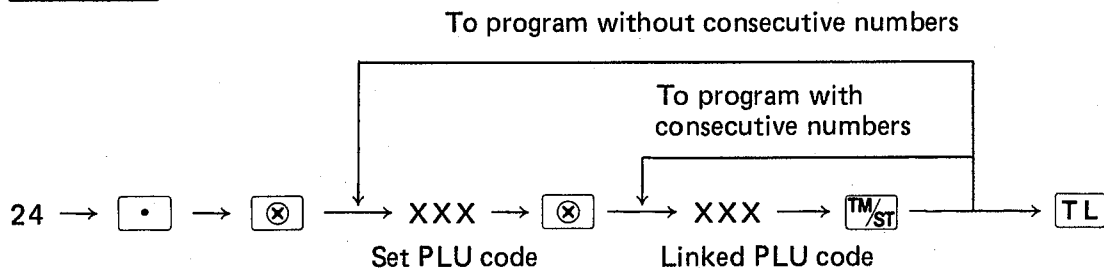 To program without consecutive numbers
To program with
consecutive numbers
24 → • → ⊗ → XXX → ⊗ → XXX → TM/ST → TL
Set PLU code Linked PLU code